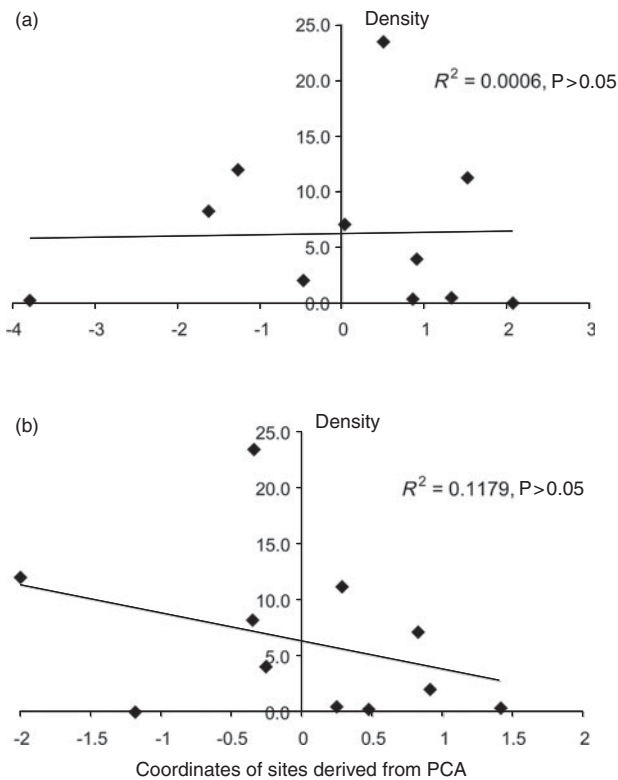 (a)
Density
25.0
R² = 0.0006, P>0.05
20.0
15.0
10.0
5.0
0.0
-4 -3 -2 -1 0 1 2 3
(b)
Density
25.0
R² = 0.1179, P>0.05
20.0
15.0
10.0
5.0
0.0
-2 -1.5 -1 -0.5 0 0.5 1 1.5 2
Coordinates of sites derived from PCA